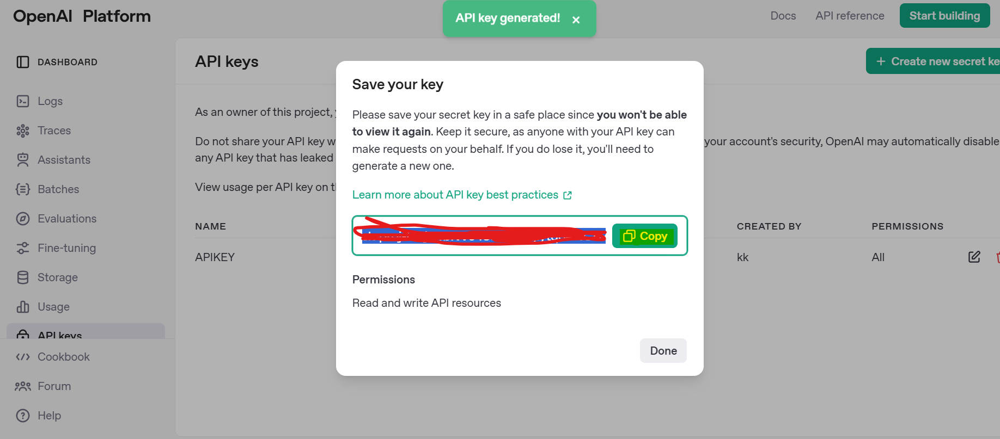 OpenAI Platform
API key generated!
Docs
API reference
Start building
DASHBOARD
Logs
Traces
Assistants
Batches
Evaluations
Fine-tuning
Storage
Usage
API keys
Cookbook
Forum
Help
API keys
+ Create new secret ke
As an owner of this project,
Do not share your API key w
your account's security, OpenAI may automatically disable
any API key that has leaked
View usage per API key on
NAME
CREATED BY
PERMISSIONS
APIKEY
kk
All
Save your key
Please save your secret key in a safe place since you won't be able
to view it again. Keep it secure, as anyone with your API key can
make requests on your behalf. If you do lose it, you'll need to
generate a new one.
Learn more about API key best practices
Copy
Permissions
Read and write API resources
Done